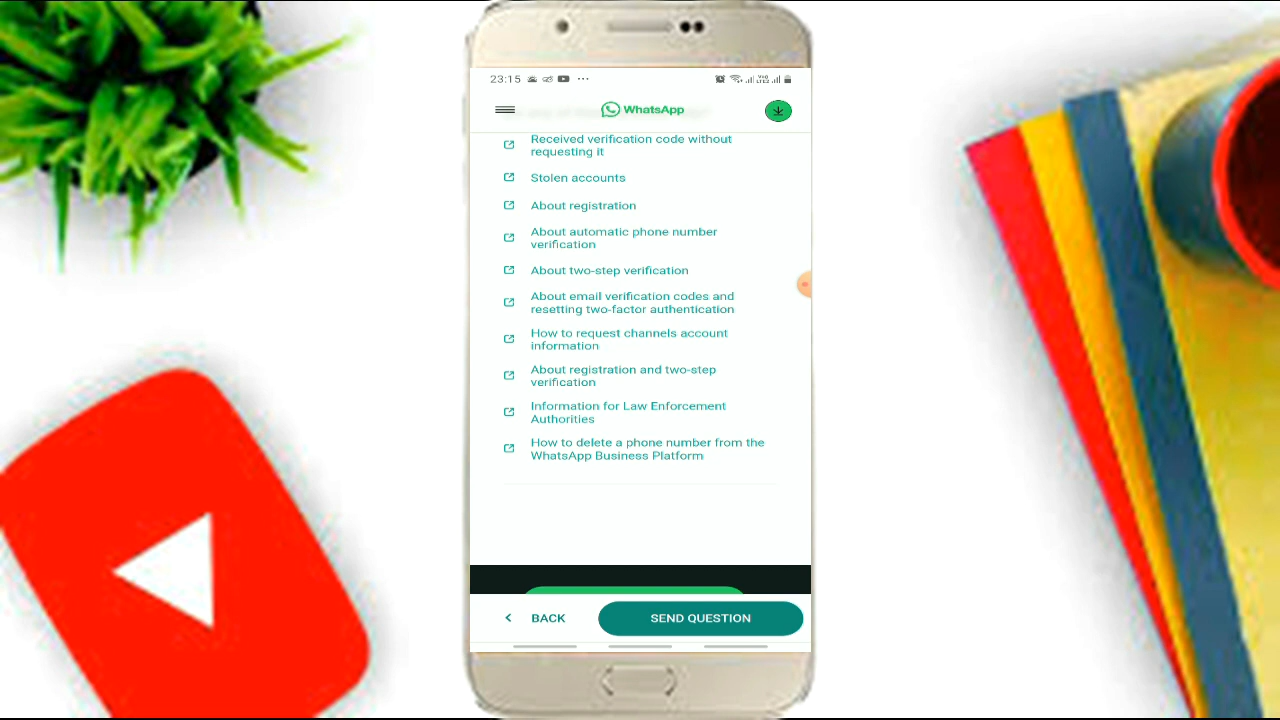 23:15
WhatsApp
Received verification code without
requesting it
Stolen accounts
About registration
About automatic phone number
verification
About two-step verification
About email verification codes and
resetting two-factor authentication
How to request channels account
information
About registration and two-step
verification
Information for Law Enforcement
Authorities
How to delete a phone number from the
WhatsApp Business Platform
BACK SEND QUESTION